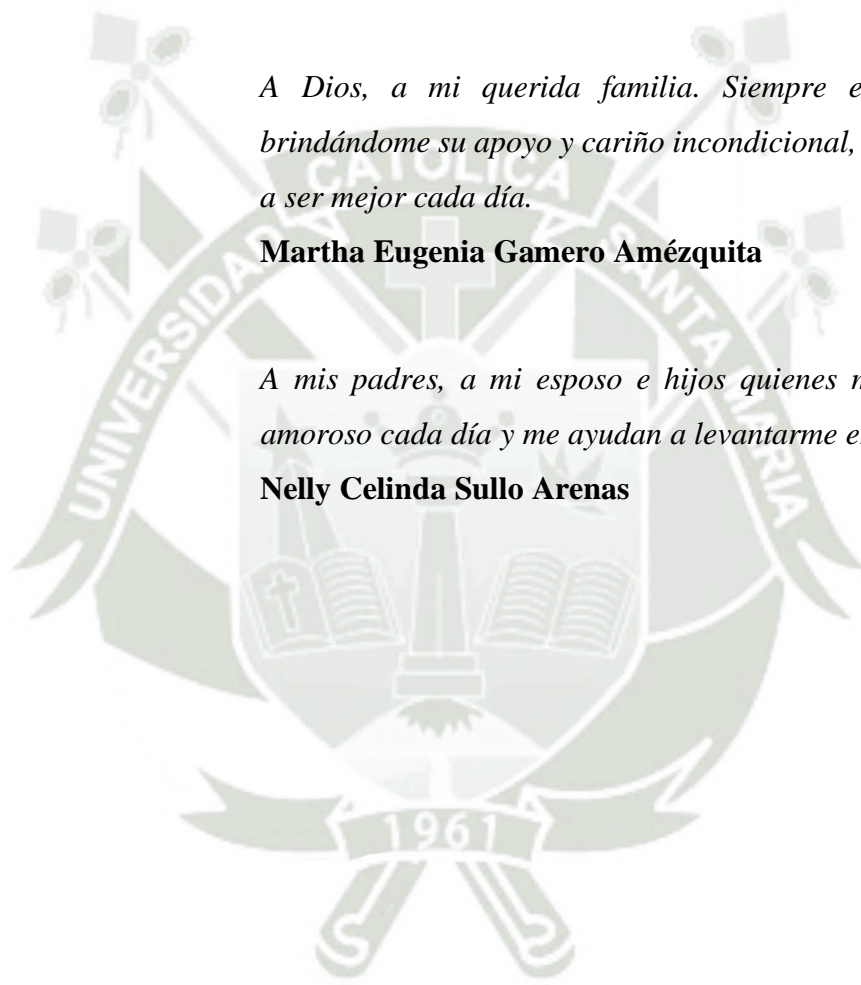 A Dios, a mi querida familia. Siempre e
brindándome su apoyo y cariño incondicional,
a ser mejor cada día.
Martha Eugenia Gamero Amézquita
A mis padres, a mi esposo e hijos quienes
amoroso cada día y me ayudan a levantarme
Nelly Celinda Sullo Arenas
UNIVERSIDAD CATOLICA SANTA MARIA
1961